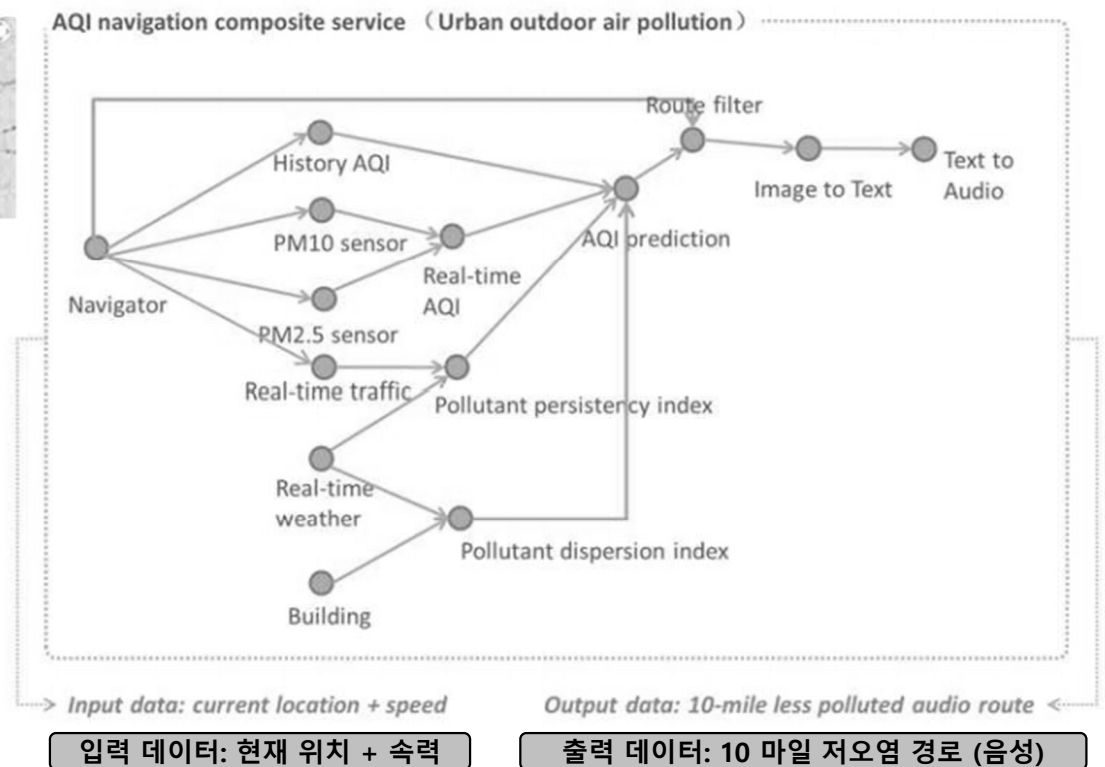 AQI navigation composite service （Urban outdoor air pollution）
Route filter
History AQI
Image to Text
Text to
Audio
PM10 sensor
AQI prediction
Real-time
AQI
Navigator
PM2.5 sensor
Real-time traffic
Pollutant persistency index
Real-time
weather
Pollutant dispersion index
Building
Input data: current location + speed
Output data: 10-mile less polluted audio route
입력 데이터: 현재 위치 + 속력
출력 데이터: 10 마일 저오염 경로 (음성)